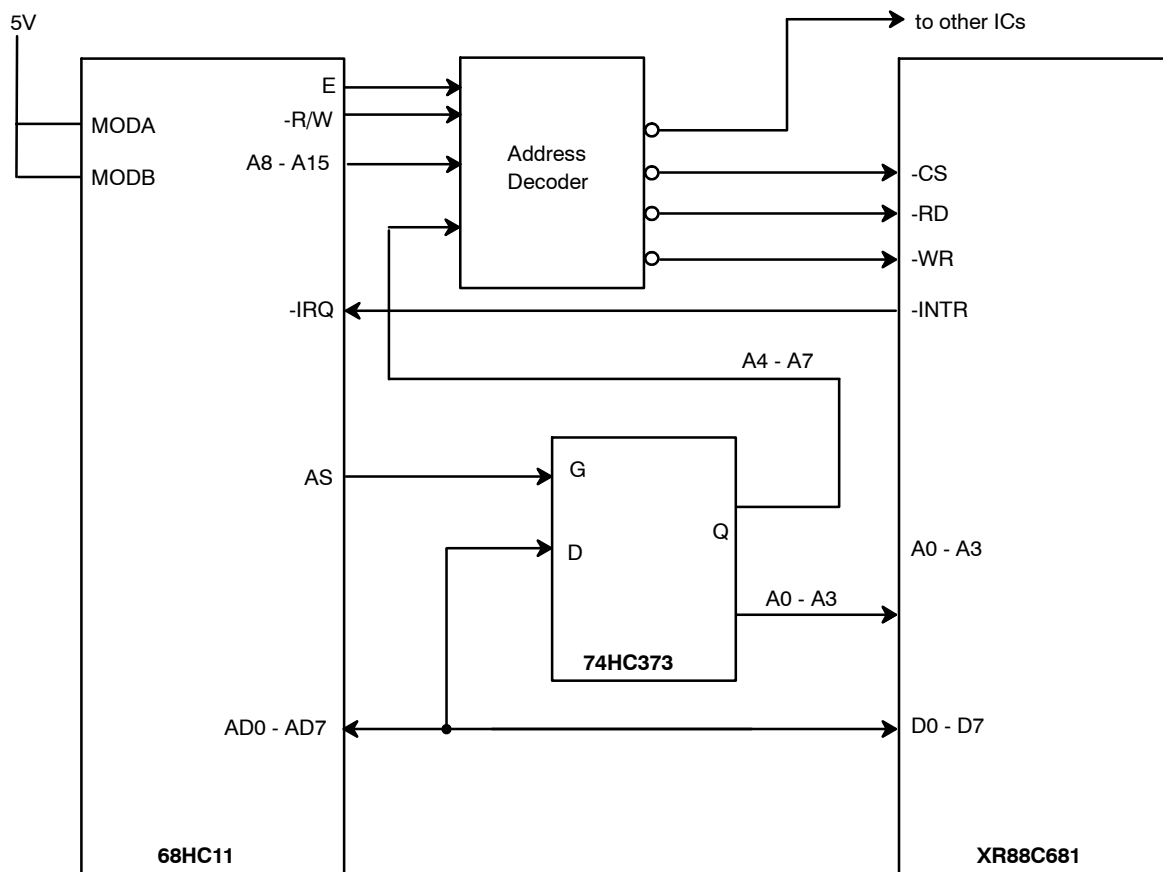 5V
to other ICs
E
MODA
-R/W
A8 - A15
MODB
Address
Decoder
-CS
-RD
-WR
-IRQ
-INTR
A4 - A7
AS
G
Q
D
A0 - A3
A0 - A3
74HC373
AD0 - AD7
D0 - D7
68HC11
XR88C681